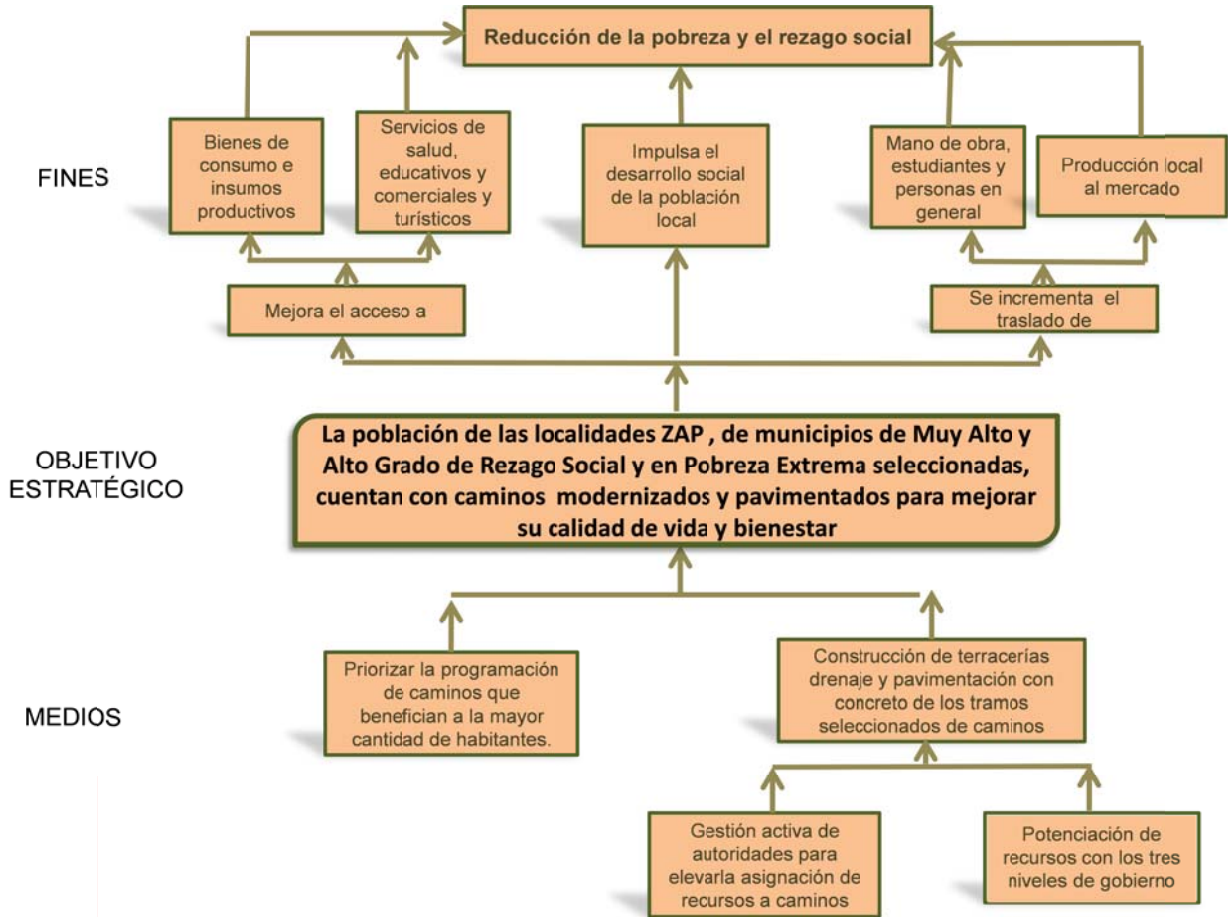 Reducción de la pobreza y el rezago social
FINES
Bienes de
consumo e
insumos
productivos
Servicios de
salud,
educativos y
comerciales y
turísticos
Impulsa el
desarrollo social
de la población
local
Mano de obra,
estudiantes y
personas en
general
Producción local
al mercado
Mejora el acceso a
Se incrementa el
traslado de
OBJETIVO
ESTRATÉGICO
La población de las localidades ZAP , de municipios de Muy Alto y
Alto Grado de Rezago Social y en Pobreza Extrema seleccionadas,
cuentan con caminos modernizados y pavimentados para mejorar
su calidad de vida y bienestar
MEDIOS
Priorizar la programación
de caminos que
benefician a la mayor
cantidad de habitantes.
Construcción de terracerías
drenaje y pavimentación con
concreto de los tramos
seleccionados de caminos
Gestión activa de
autoridades para
elevarla asignación de
recursos a caminos
Potenciación de
recursos con los tres
niveles de gobierno